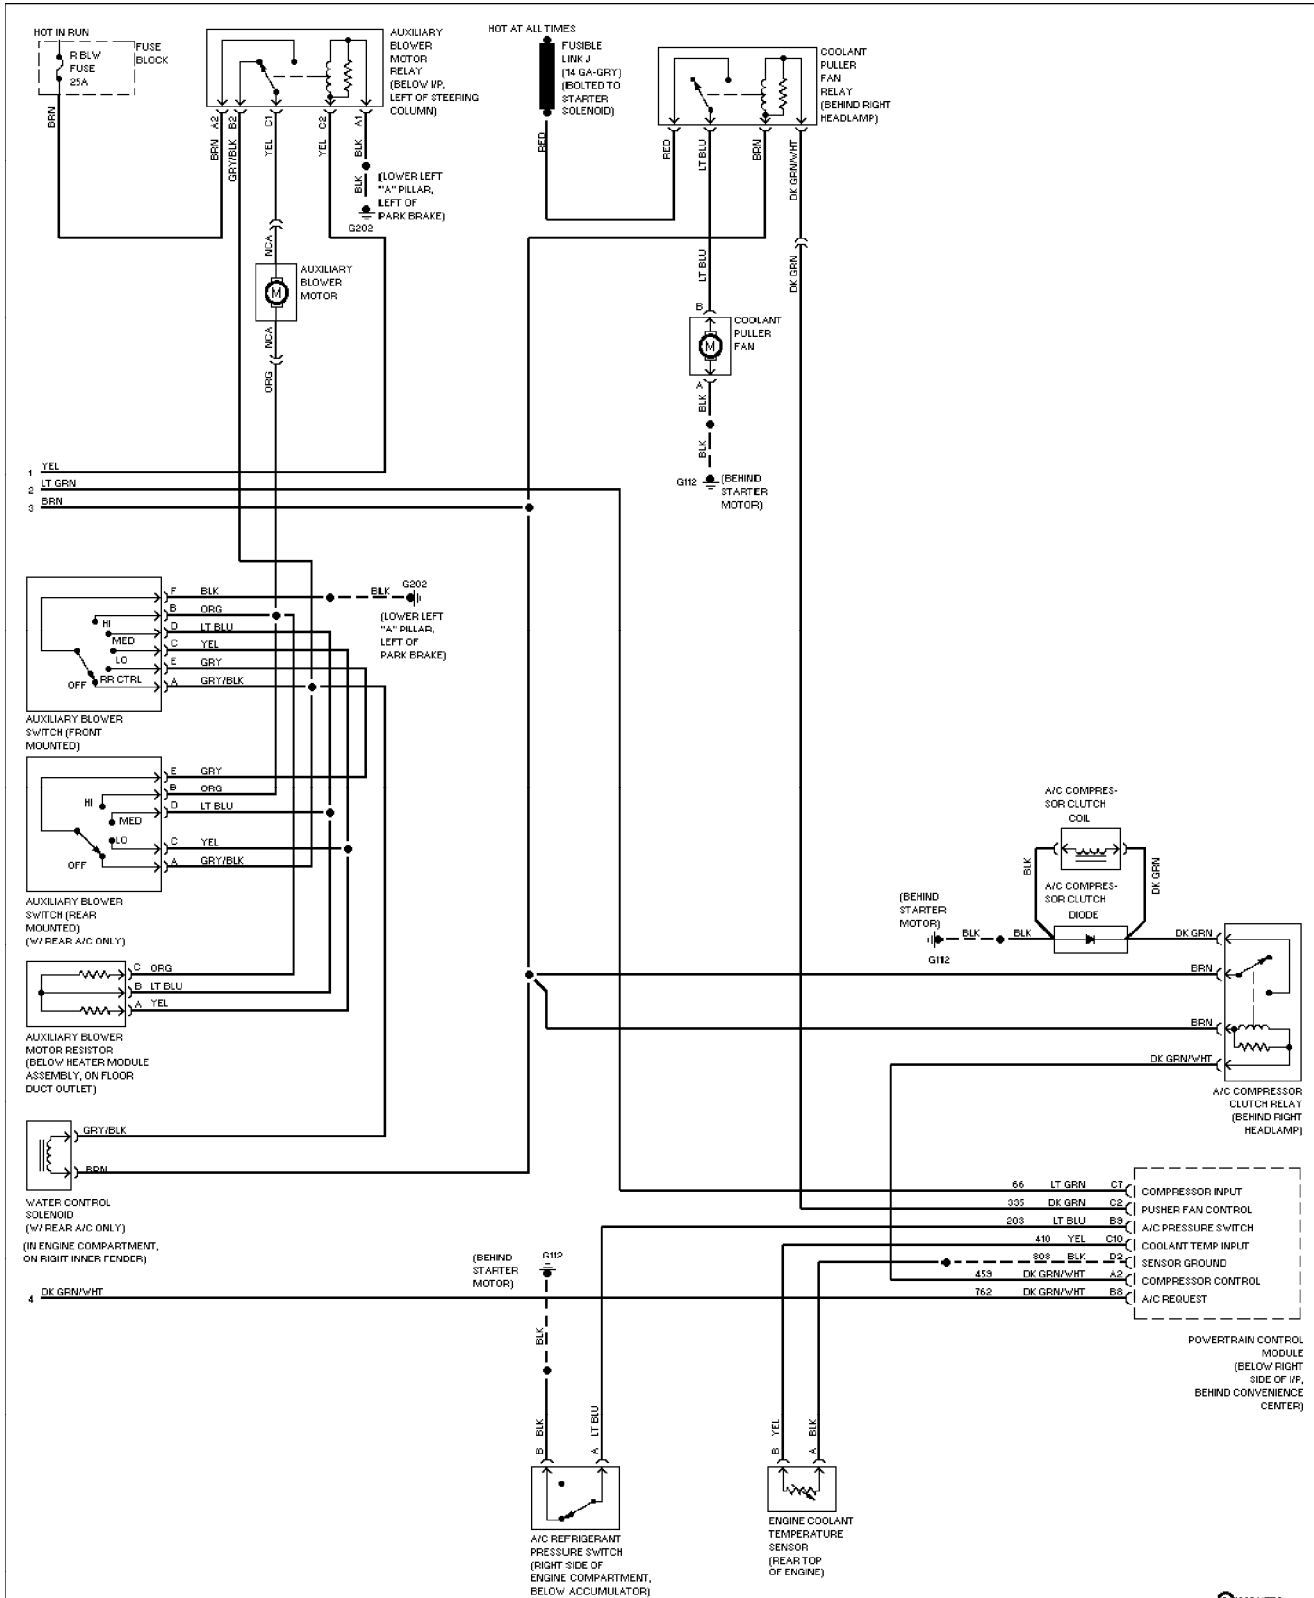 HOT IN RUN
R BLW
FUSE
25A
FUSE
BLOCK
BRN
AUXILIARY
BLOWER
MOTOR
RELAY
(BELOW I/P,
LEFT OF STEERING
COLUMN)
A2
B2
C1
C2
A1
BRN
GRY/BLK
YEL
YEL
BLK
BLK
(LOWER LEFT
"A" PILLAR,
LEFT OF
PARK BRAKE)
G202
NCA
AUXILIARY
BLOWER
MOTOR
M
NCA
ORG
HOT AT ALL TIMES
FUSIBLE
LINK J
(14 GA-GRY)
(BOLTED TO
STARTER
SOLENOID)
RED
COOLANT
PULLER
FAN
RELAY
(BEHIND RIGHT
HEADLAMP)
RED
LT BLU
BRN
DK GRN/WHT
LT BLU
DK GRN
B
COOLANT
PULLER
FAN
M
A
BLK
BLK
G112
(BEHIND
STARTER
MOTOR)
1 YEL
2 LT GRN
3 BRN
F BLK
BLK
G202
B ORG
D LT BLU
C YEL
E GRY
A GRY/BLK
(LOWER LEFT
"A" PILLAR,
LEFT OF
PARK BRAKE)
HI
MED
LO
RR CTRL
OFF
AUXILIARY BLOWER
SWITCH (FRONT
MOUNTED)
E GRY
B ORG
D LT BLU
C YEL
A GRY/BLK
HI
MED
LO
OFF
AUXILIARY BLOWER
SWITCH (REAR
MOUNTED)
(W/ REAR A/C ONLY)
C ORG
B LT BLU
A YEL
AUXILIARY BLOWER
MOTOR RESISTOR
(BELOW HEATER MODULE
ASSEMBLY, ON FLOOR
DUCT OUTLET)
GRY/BLK
BRN
WATER CONTROL
SOLENOID
(W/ REAR A/C ONLY)
(IN ENGINE COMPARTMENT,
ON RIGHT INNER FENDER)
4 DK GRN/WHT
A/C COMPRES-
SOR CLUTCH
COIL
BLK
DK GRN
A/C COMPRES-
SOR CLUTCH
DIODE
(BEHIND
STARTER
MOTOR)
G112
BLK
BLK
DK GRN
BRN
BRN
DK GRN/WHT
A/C COMPRESSOR
CLUTCH RELAY
(BEHIND RIGHT
HEADLAMP)
66 LT GRN C7 COMPRESSOR INPUT
335 DK GRN C2 PUSHER FAN CONTROL
203 LT BLU B9 A/C PRESSURE SWITCH
410 YEL C10 COOLANT TEMP INPUT
808 BLK D2 SENSOR GROUND
459 DK GRN/WHT A2 COMPRESSOR CONTROL
762 DK GRN/WHT B8 A/C REQUEST
POWERTRAIN CONTROL
MODULE
(BELOW RIGHT
SIDE OF I/P,
BEHIND CONVENIENCE
CENTER)
(BEHIND
STARTER
MOTOR)
G112
BLK
BLK
LT BLU
B
A
A/C REFRIGERANT
PRESSURE SWITCH
(RIGHT SIDE OF
ENGINE COMPARTMENT,
BELOW ACCUMULATOR)
YEL
BLK
B
A
ENGINE COOLANT
TEMPERATURE
SENSOR
(REAR TOP
OF ENGINE)